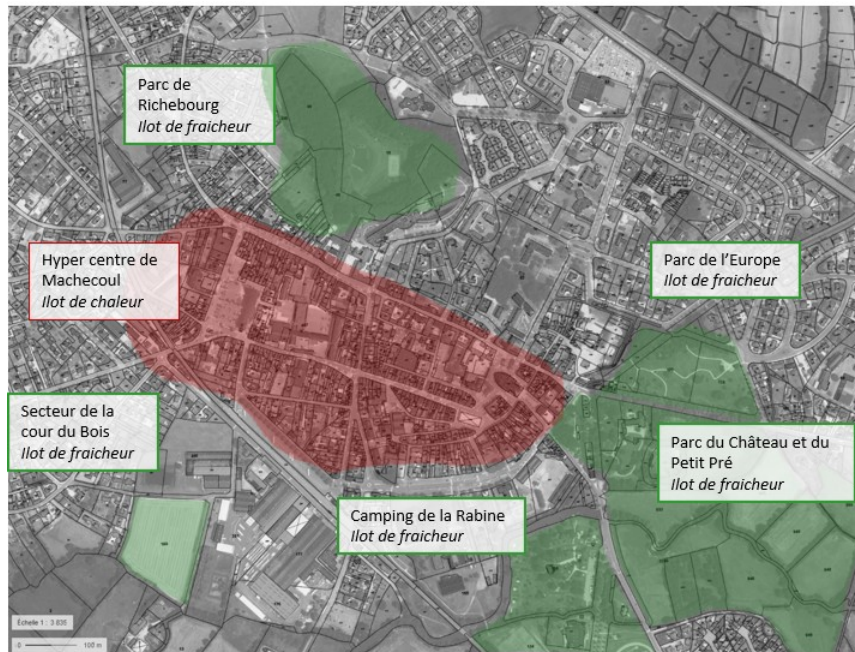 Parc de
Richebourg
Ilot de fraicheur
Hyper centre de
Machecoul
Ilot de chaleur
Parc de l’Europe
Ilot de fraicheur
Secteur de la
cour du Bois
Ilot de fraicheur
Parc du Château et du
Petit Pré
Ilot de fraicheur
Camping de la Rabine
Ilot de fraicheur
Échelle 1 : 3 635
0 100 m